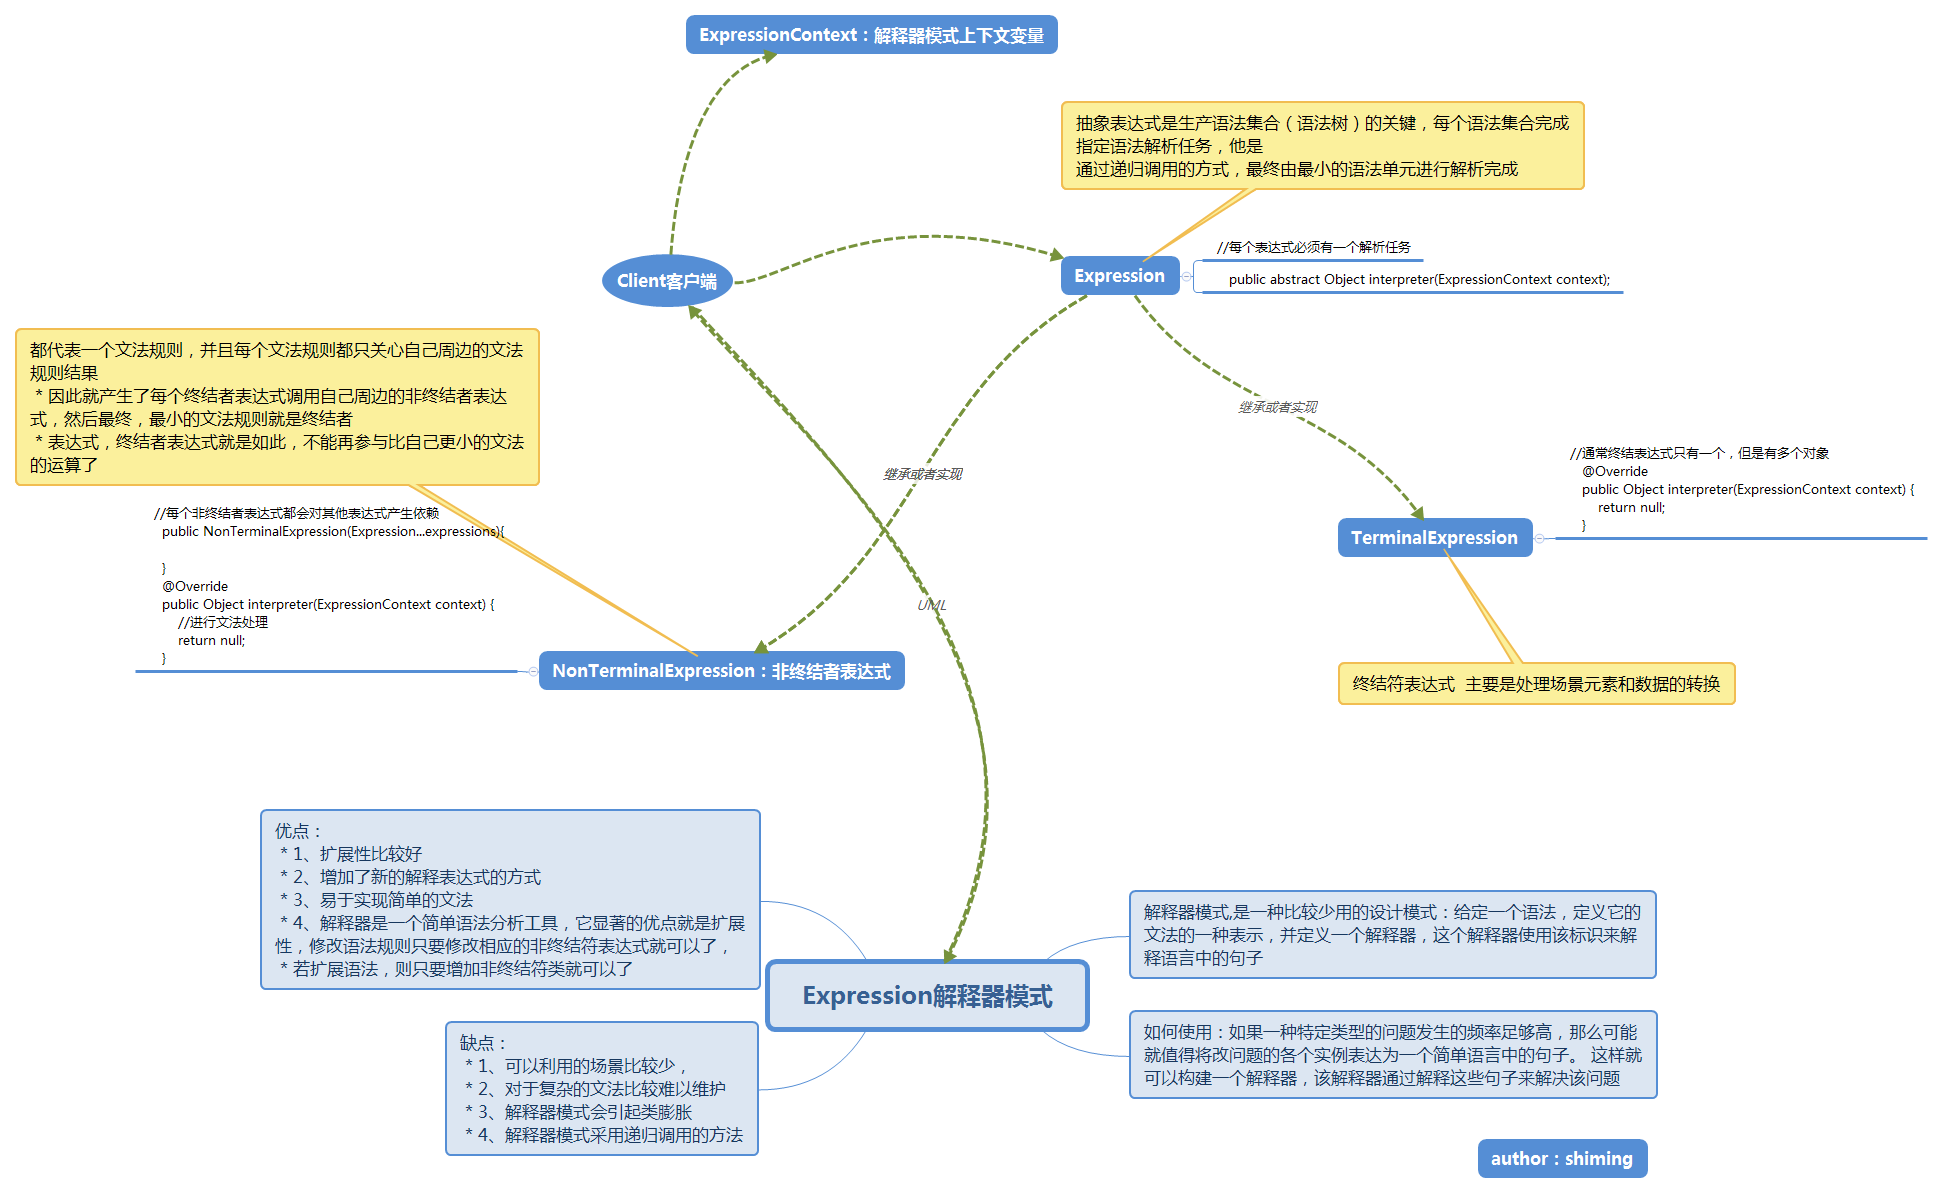 ExpressionContext：解释器模式上下文变量
抽象表达式是生产语法集合（语法树）的关键，每个语法集合完成
指定语法解析任务，他是
通过递归调用的方式，最终由最小的语法单元进行解析完成
//每个表达式必须有一个解析任务
Expression
public abstract Object interpreter(ExpressionContext context);
Client客户端
都代表一个文法规则，并且每个文法规则都只关心自己周边的文法
规则结果
* 因此就产生了每个终结者表达式调用自己周边的非终结者表达
式，然后最终，最小的文法规则就是终结者
* 表达式，终结者表达式就是如此，不能再参与比自己更小的文法
的运算了
继承或者实现
继承或者实现
//通常终结表达式只有一个，但是有多个对象
@Override
public Object interpreter(ExpressionContext context) {
return null;
}
TerminalExpression
//每个非终结者表达式都会对其他表达式产生依赖
public NonTerminalExpression(Expression...expressions){
}
@Override
public Object interpreter(ExpressionContext context) {
//进行文法处理
return null;
}
UML
NonTerminalExpression：非终结者表达式
终结符表达式  主要是处理场景元素和数据的转换
优点：
* 1、扩展性比较好
* 2、增加了新的解释表达式的方式
* 3、易于实现简单的文法
* 4、解释器是一个简单语法分析工具，它显著的优点就是扩展
性，修改语法规则只要修改相应的非终结符表达式就可以了，
* 若扩展语法，则只要增加非终结符类就可以了
解释器模式,是一种比较少用的设计模式：给定一个语法，定义它的
文法的一种表示，并定义一个解释器，这个解释器使用该标识来解
释语言中的句子
Expression解释器模式
缺点：
* 1、可以利用的场景比较少，
* 2、对于复杂的文法比较难以维护
* 3、解释器模式会引起类膨胀
* 4、解释器模式采用递归调用的方法
如何使用：如果一种特定类型的问题发生的频率足够高，那么可能
就值得将改问题的各个实例表达为一个简单语言中的句子。 这样就
可以构建一个解释器，该解释器通过解释这些句子来解决该问题
author：shiming